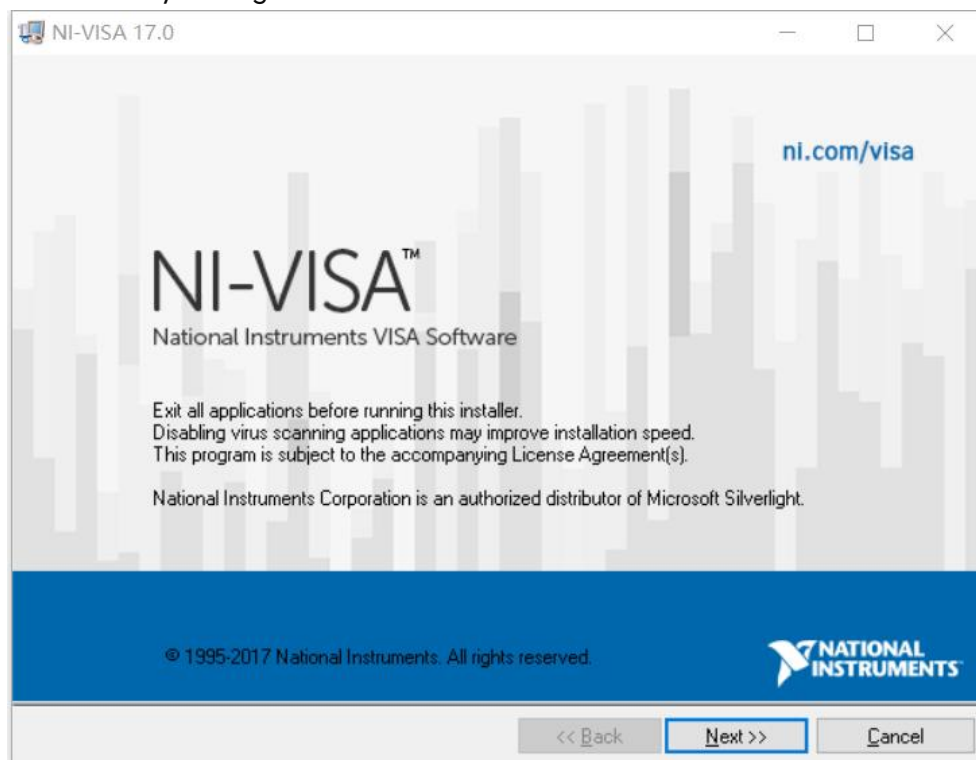 NI-VISA 17.0
ni.com/visa
NI-VISA™
National Instruments VISA Software
Exit all applications before running this installer.
Disabling virus scanning applications may improve installation speed.
This program is subject to the accompanying License Agreement(s).
National Instruments Corporation is an authorized distributor of Microsoft Silverlight.
© 1995-2017 National Instruments. All rights reserved.
NATIONAL
INSTRUMENTS
<< Back Next >> Cancel